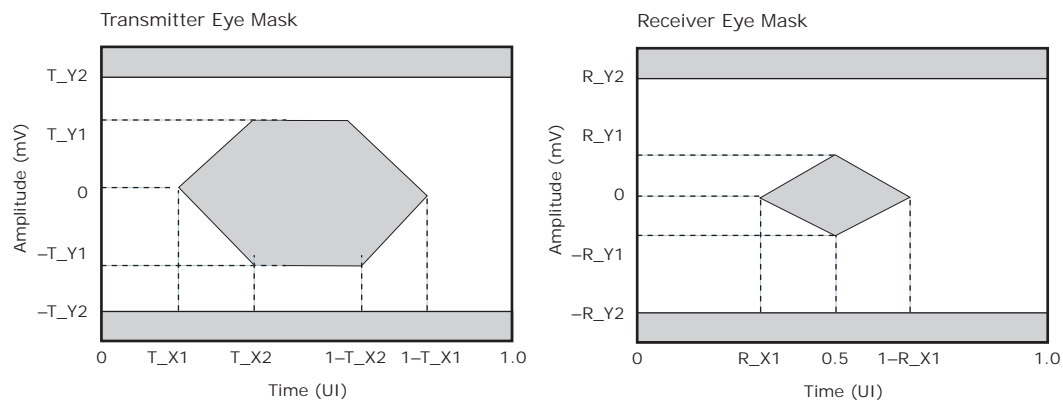 Transmitter Eye Mask
T_Y2
T_Y1
0
–T_Y1
–T_Y2
Amplitude (mV)
0 T_X1 T_X2 1–T_X2 1–T_X1 1.0
Time (UI)
Receiver Eye Mask
R_Y2
R_Y1
0
–R_Y1
–R_Y2
Amplitude (mV)
0 R_X1 0.5 1–R_X1 1.0
Time (UI)